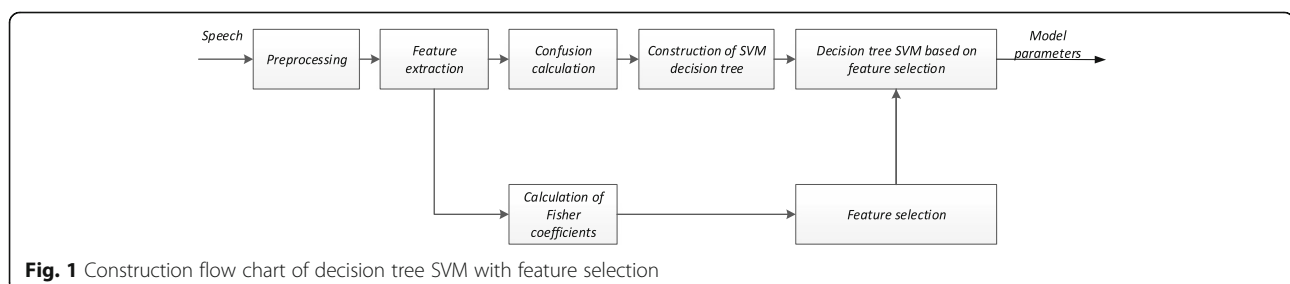 Speech
Preprocessing
Feature
extraction
Confusion
calculation
Construction of SVM
decision tree
Decision tree SVM based on
feature selection
Model
parameters
Calculation of
Fisher
coefficients
Feature selection
Fig. 1 Construction flow chart of decision tree SVM with feature selection